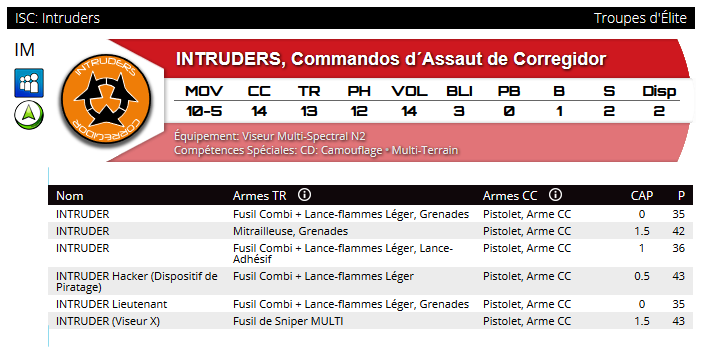 ISC: Intruders Troupes d'Élite
IM
INTRUDERS
CORREGIDOR
INTRUDERS, Commandos d´Assaut de Corregidor
MOV CC TR PH VOL BLI PB B S Disp
10-5 14 13 12 14 3 0 1 2 2
Équipement: Viseur Multi-Spectral N2
Compétences Spéciales: CD: Camouflage • Multi-Terrain
Nom Armes TR Armes CC CAP P
INTRUDER Fusil Combi + Lance-flammes Léger, Grenades Pistolet, Arme CC 0 35
INTRUDER Mitrailleuse, Grenades Pistolet, Arme CC 1.5 42
INTRUDER Fusil Combi + Lance-flammes Léger, Lance- Pistolet, Arme CC 1 36
Adhésif
INTRUDER Hacker (Dispositif de Fusil Combi + Lance-flammes Léger Pistolet, Arme CC 0.5 43
Piratage)
INTRUDER Lieutenant Fusil Combi + Lance-flammes Léger, Grenades Pistolet, Arme CC 0 35
INTRUDER (Viseur X) Fusil de Sniper MULTI Pistolet, Arme CC 1.5 43